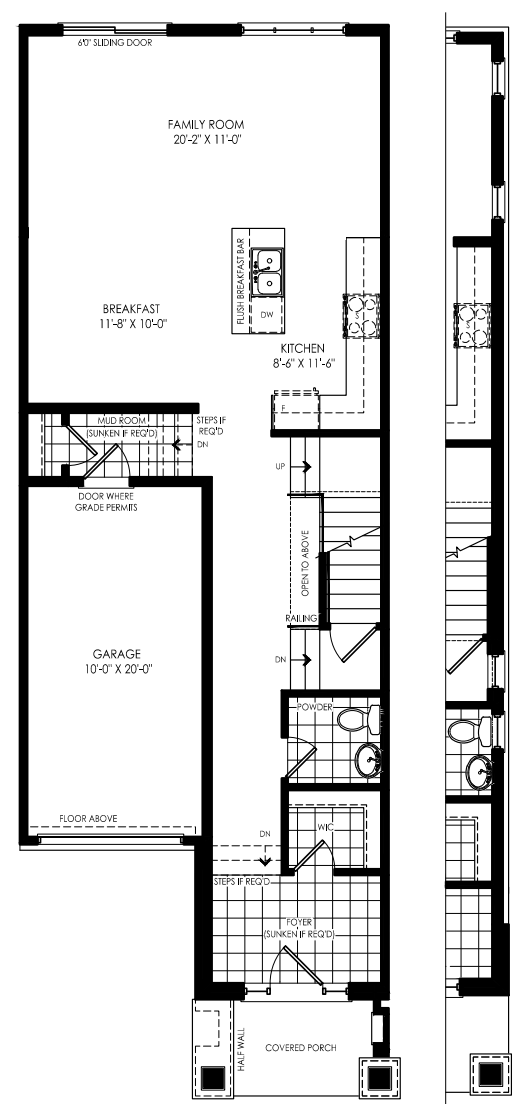 6'0" SLIDING DOOR
FAMILY ROOM
20'-2" X 11'-0"
FLUSH BREAKFAST BAR
DW
S
S
BREAKFAST
11'-8" X 10'-0"
KITCHEN
8'-6" X 11'-6"
F
MUD ROOM
(SUNKEN IF REQ'D)
STEPS IF
REQ'D
DN
UP
DOOR WHERE
GRADE PERMITS
OPEN TO ABOVE
RAILING
GARAGE
10'-0" X 20'-0"
DN
POWDER
FLOOR ABOVE
DN
WIC
STEPS IF REQ'D
FOYER
(SUNKEN IF REQ'D)
HALF WALL
COVERED PORCH